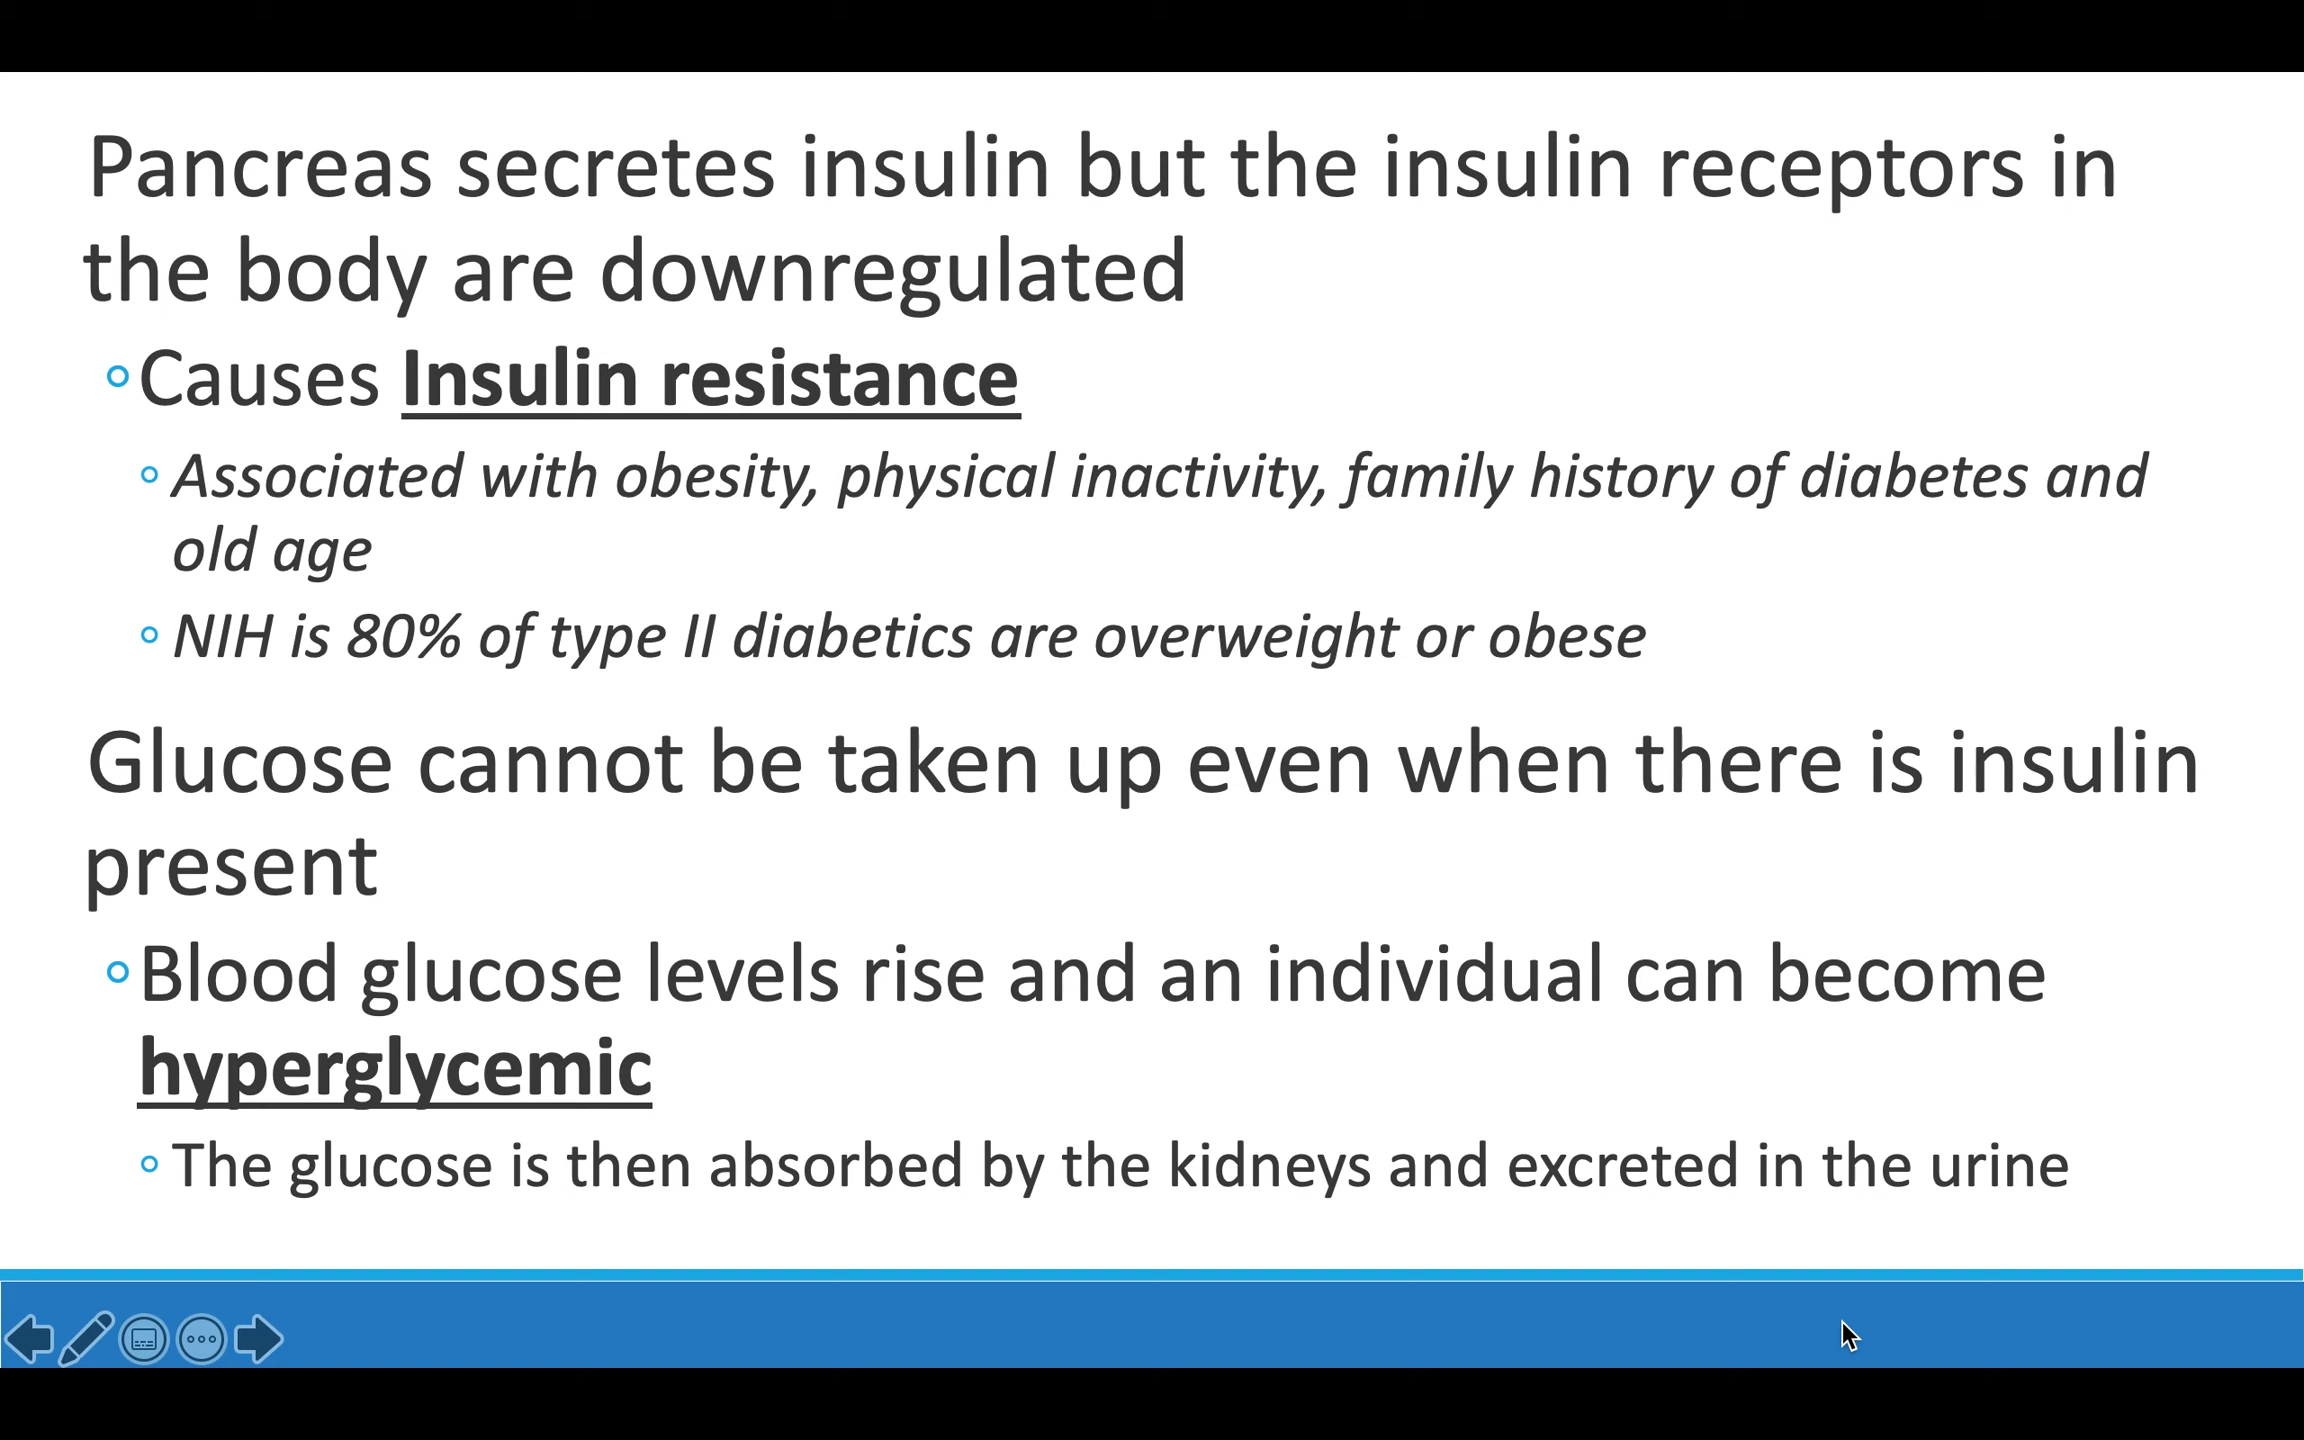 Pancreas secretes insulin but the insulin receptors in
the body are downregulated
Causes Insulin resistance
Associated with obesity, physical inactivity, family history of diabetes and
old age
NIH is 80% of type II diabetics are overweight or obese
Glucose cannot be taken up even when there is insulin
present
Blood glucose levels rise and an individual can become
hyperglycemic
The glucose is then absorbed by the kidneys and excreted in the urine